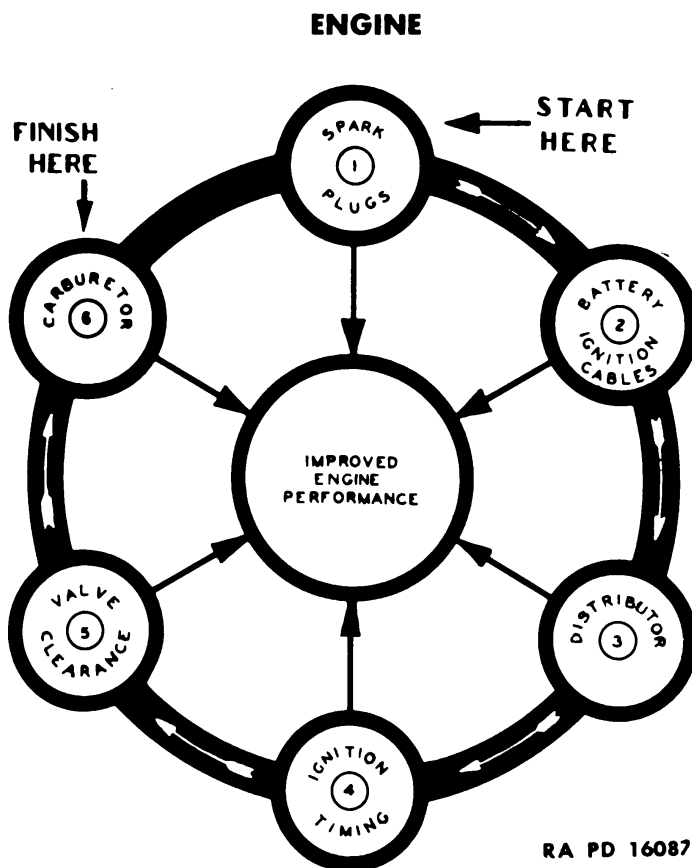 ENGINE
START
HERE
FINISH
HERE
SPARK
1
PLUGS
BATTERY
2
IGNITION
CABLES
DISTRIBUTOR
3
IGNITION
4
TIMING
VALVE
5
CLEARANCE
CARBURETOR
6
IMPROVED
ENGINE
PERFORMANCE
RA PD 16087